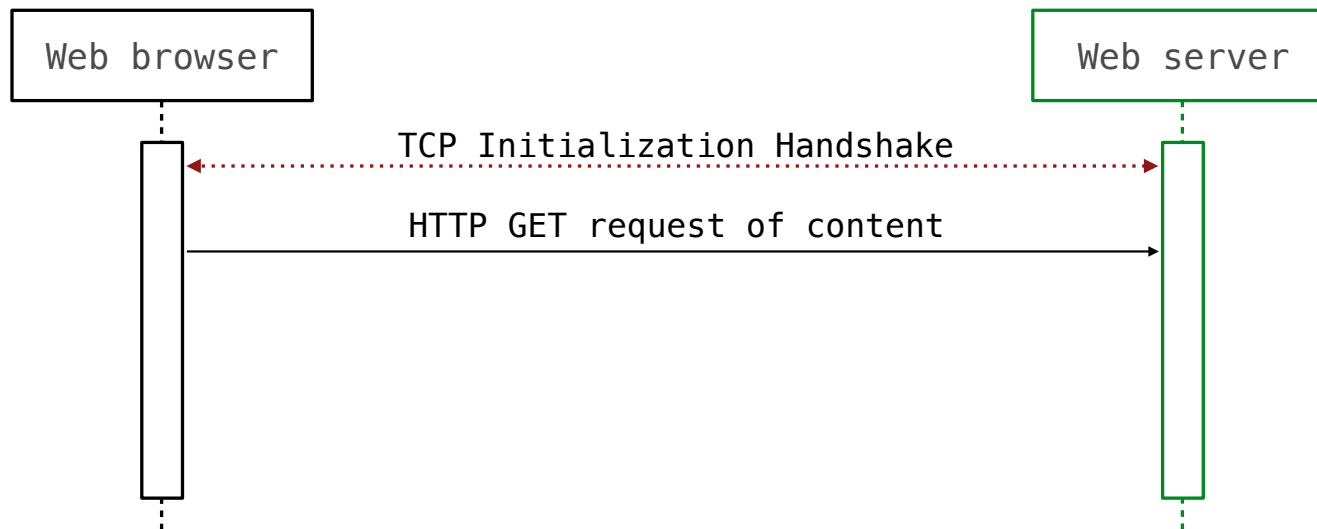 Web browser
Web server
TCP Initialization Handshake
HTTP GET request of content